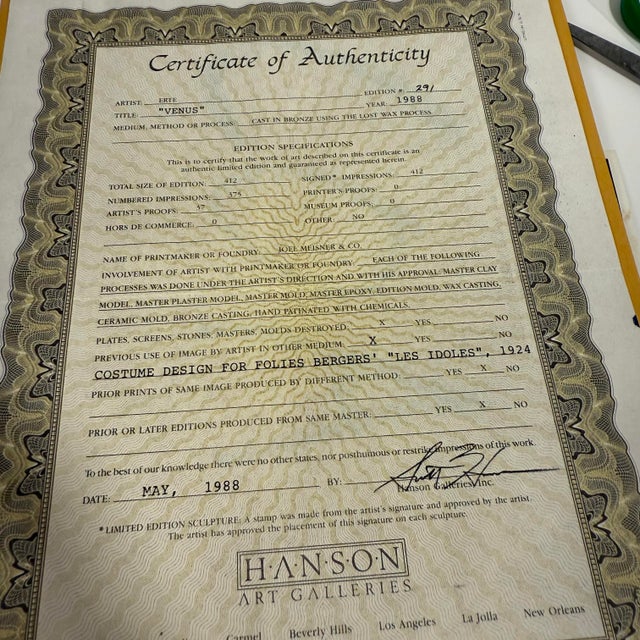 Certificate of Authenticity
ARTIST: ERTE EDITION # 291
TITLE: "VENUS" YEAR: 1988
MEDIUM, METHOD OR PROCESS: CAST IN BRONZE USING THE LOST WAX PROCESS
EDITION SPECIFICATIONS
This is to certify that the work of art described on this certificate is an
authentic limited edition and guaranteed as represented herein.
TOTAL SIZE OF EDITION: 412 SIGNED* IMPRESSIONS: 412
NUMBERED IMPRESSIONS: 375 PRINTER'S PROOFS: 0
ARTIST'S PROOFS: 37 MUSEUM PROOFS: 0
HORS DE COMMERCE: 0 OTHER: NO
NAME OF PRINTMAKER OR FOUNDRY: JOEL MEISNER & CO.
INVOLVEMENT OF ARTIST WITH PRINTMAKER OR FOUNDRY: EACH OF THE FOLLOWING
PROCESSES WAS DONE UNDER THE ARTIST'S DIRECTION AND WITH HIS APPROVAL: MASTER CLAY
MODEL, MASTER PLASTER MODEL, MASTER MOLD, MASTER EPOXY, EDITION MOLD, WAX CASTING,
CERAMIC MOLD, BRONZE CASTING, HAND PATINATED WITH CHEMICALS.
PLATES, SCREENS, STONES, MASTERS, MOLDS DESTROYED: X YES NO
PREVIOUS USE OF IMAGE BY ARTIST IN OTHER MEDIUM: X YES NO
COSTUME DESIGN FOR FOLIES BERGERS' "LES IDOLES", 1924
PRIOR PRINTS OF SAME IMAGE PRODUCED BY DIFFERENT METHOD: YES X NO
PRIOR OR LATER EDITIONS PRODUCED FROM SAME MASTER: YES X NO
To the best of our knowledge there were no other states, nor posthumous or restrike impressions of this work.
DATE: MAY, 1988 BY:
Hanson Galleries, Inc.
*LIMITED EDITION SCULPTURE: A stamp was made from the artist's signature and approved by the artist.
The artist has approved the placement of this signature on each sculpture.
H·A·N·S·O·N
ART GALLERIES
Carmel Beverly Hills Los Angeles La Jolla New Orleans